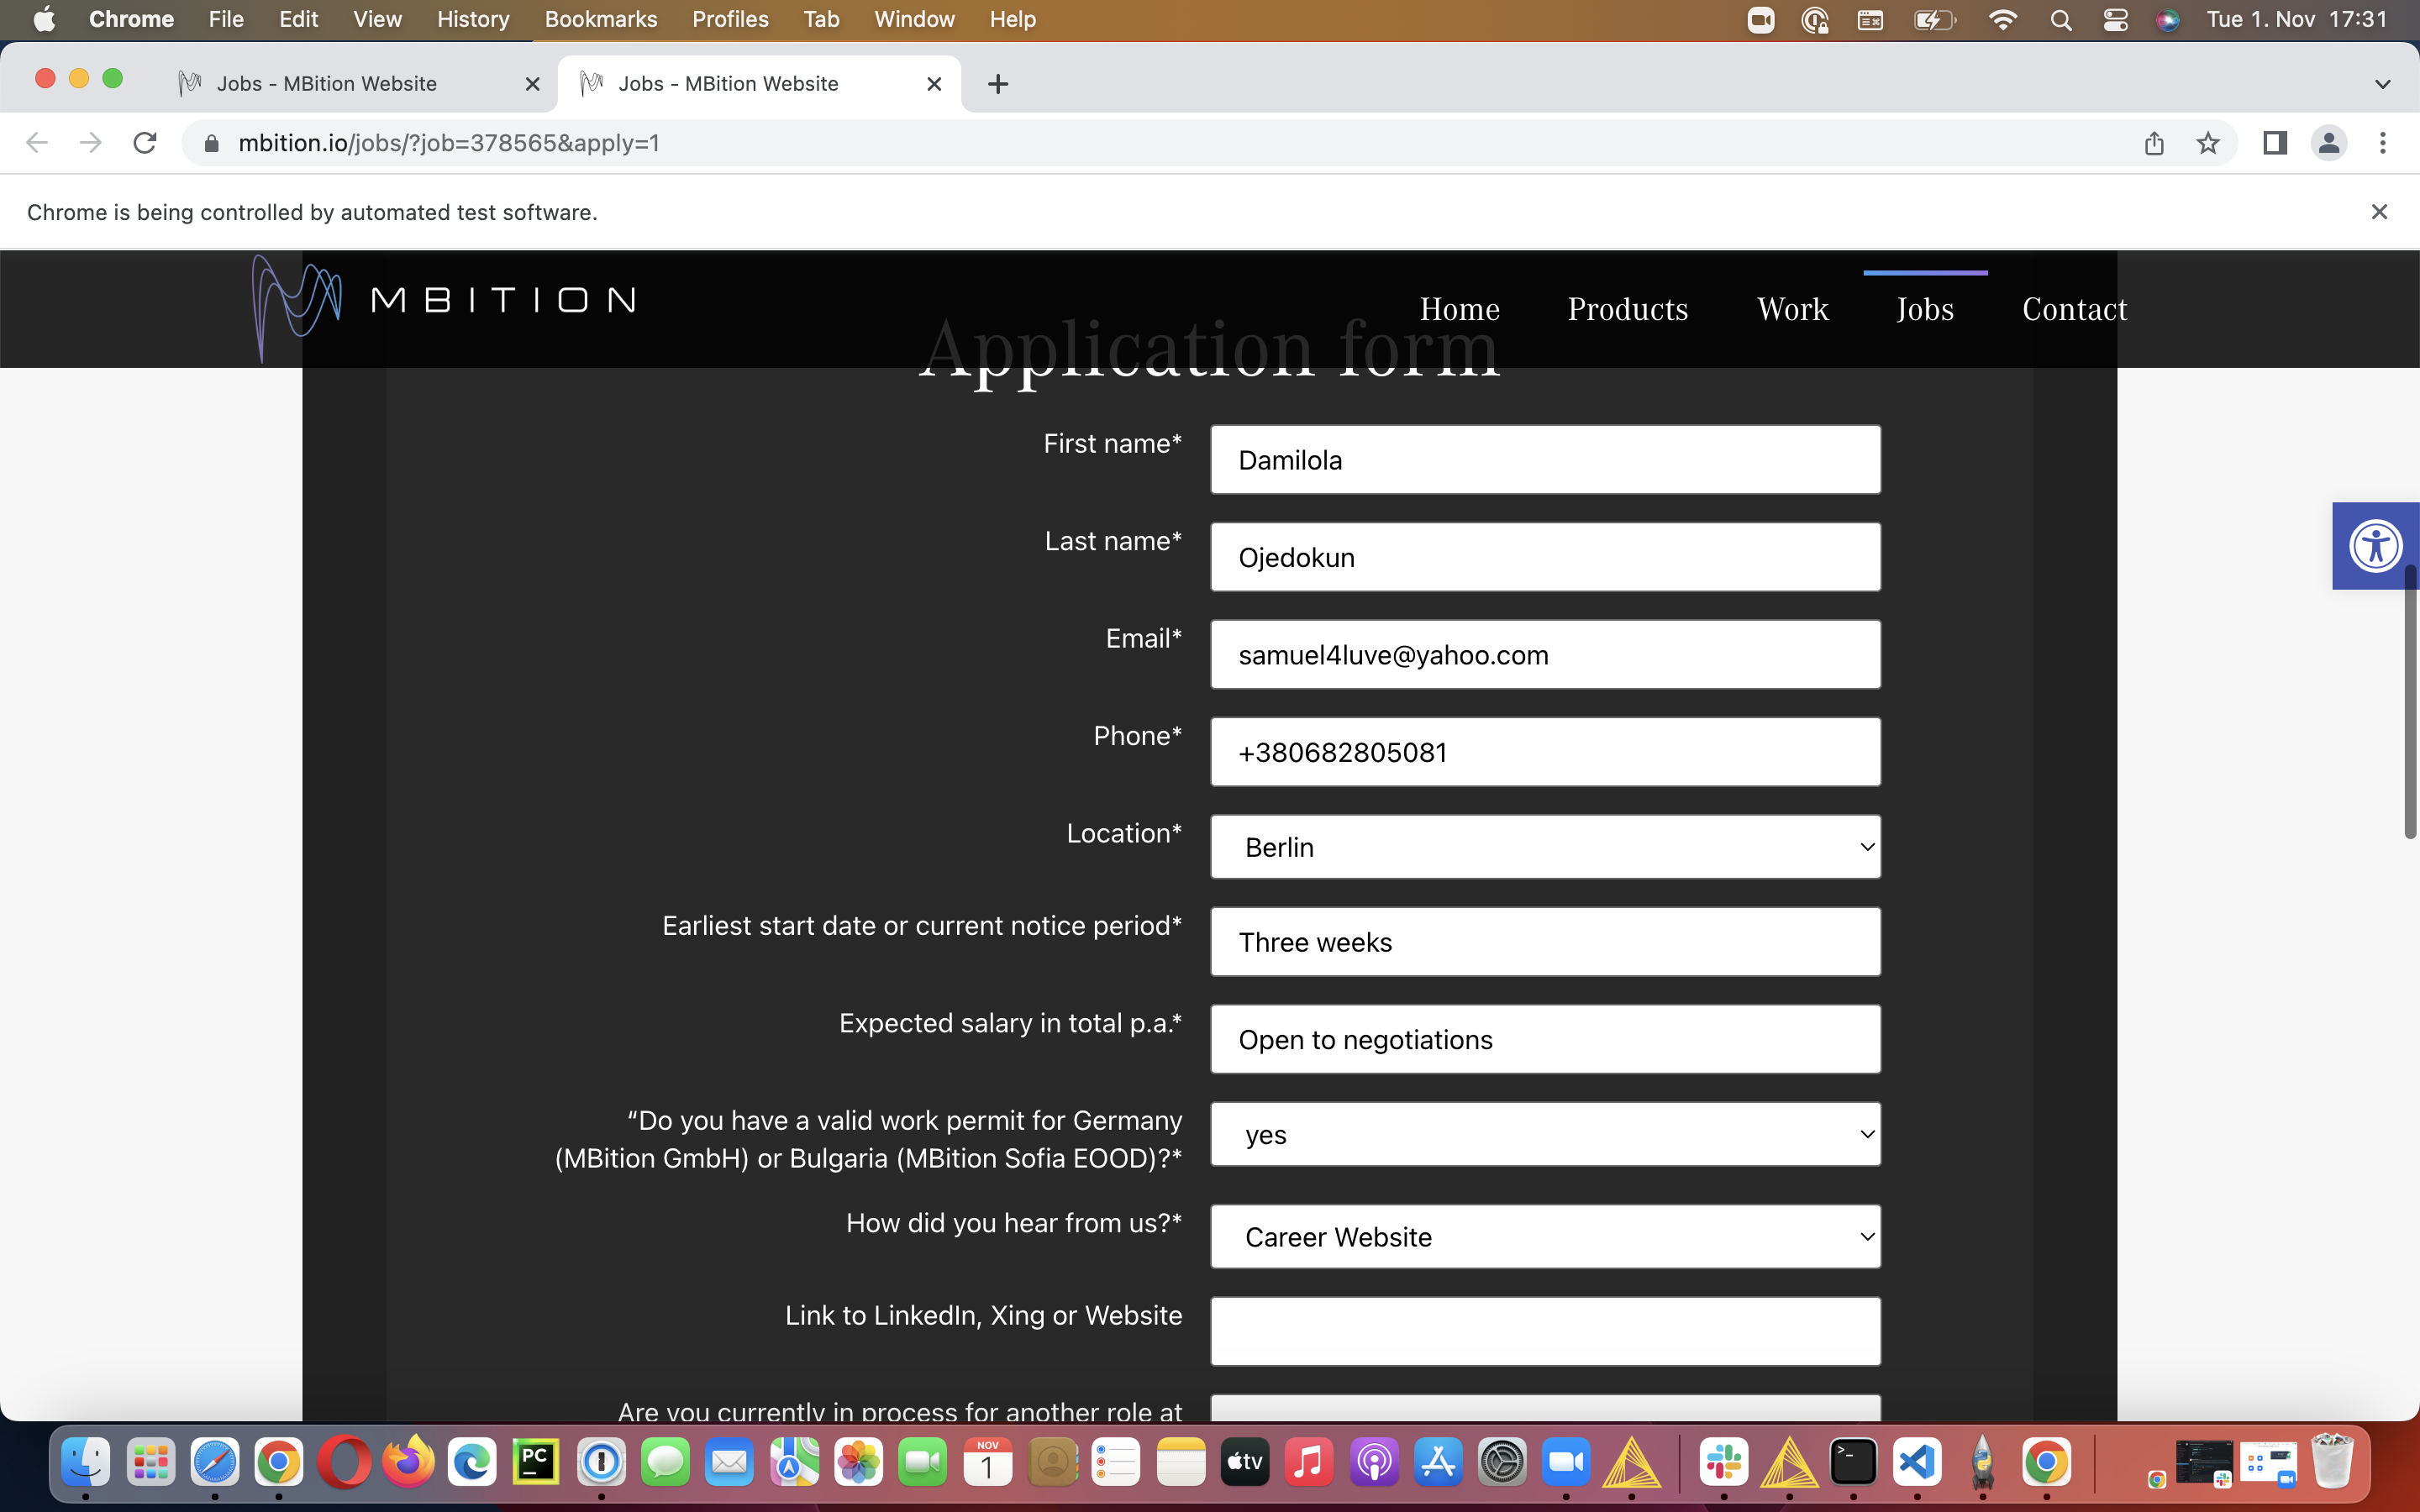 Chrome File Edit View History Bookmarks Profiles Tab Window Help Tue 1. Nov 17:31
Jobs - MBition Website Jobs - MBition Website
mbition.io/jobs/?job=378565&apply=1
Chrome is being controlled by automated test software.
MBITION Home Products Work Jobs Contact
Application form
First name* Damilola
Last name* Ojedokun
Email* samuel4luve@yahoo.com
Phone* +380682805081
Location* Berlin
Earliest start date or current notice period* Three weeks
Expected salary in total p.a.* Open to negotiations
“Do you have a valid work permit for Germany
(MBition GmbH) or Bulgaria (MBition Sofia EOOD)?* yes
How did you hear from us?* Career Website
Link to LinkedIn, Xing or Website
Are you currently in process for another role at
PC NOV 1 tv